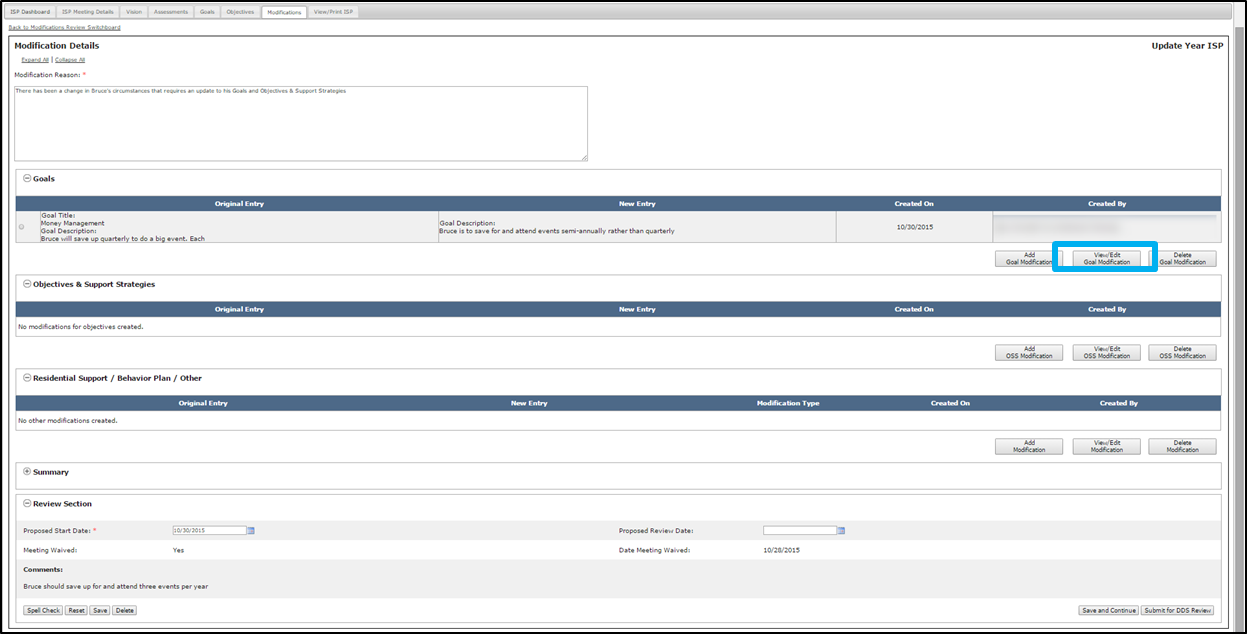 ISP Dashboard ISP Meeting Details Vision Assessments Goals Objectives Modifications View/Print ISP
Back to Modifications Review Switchboard
Modification Details Update Year ISP
Expand All | Collapse All
Modification Reason: *
There has been a change in Bruce's circumstances that requires an update to his Goals and Objectives & Support Strategies
Goals
Original Entry New Entry Created On Created By
Goal Title:
Money Management
Goal Description:
Bruce will save up quarterly to do a big event. Each
Goal Description:
Bruce is to save for and attend events semi-annually rather than quarterly
10/30/2015
Add
Goal Modification
View/Edit
Goal Modification
Delete
Goal Modification
Objectives & Support Strategies
Original Entry New Entry Created On Created By
No modifications for objectives created.
Add
OSS Modification
View/Edit
OSS Modification
Delete
OSS Modification
Residential Support / Behavior Plan / Other
Original Entry New Entry Modification Type Created On Created By
No other modifications created.
Add
Modification
View/Edit
Modification
Delete
Modification
Summary
Review Section
Proposed Start Date: * 10/30/2015 Proposed Review Date:
Meeting Waived: Yes Date Meeting Waived: 10/28/2015
Comments:
Bruce should save up for and attend three events per year
Spell Check Reset Save Delete Save and Continue Submit for DDS Review